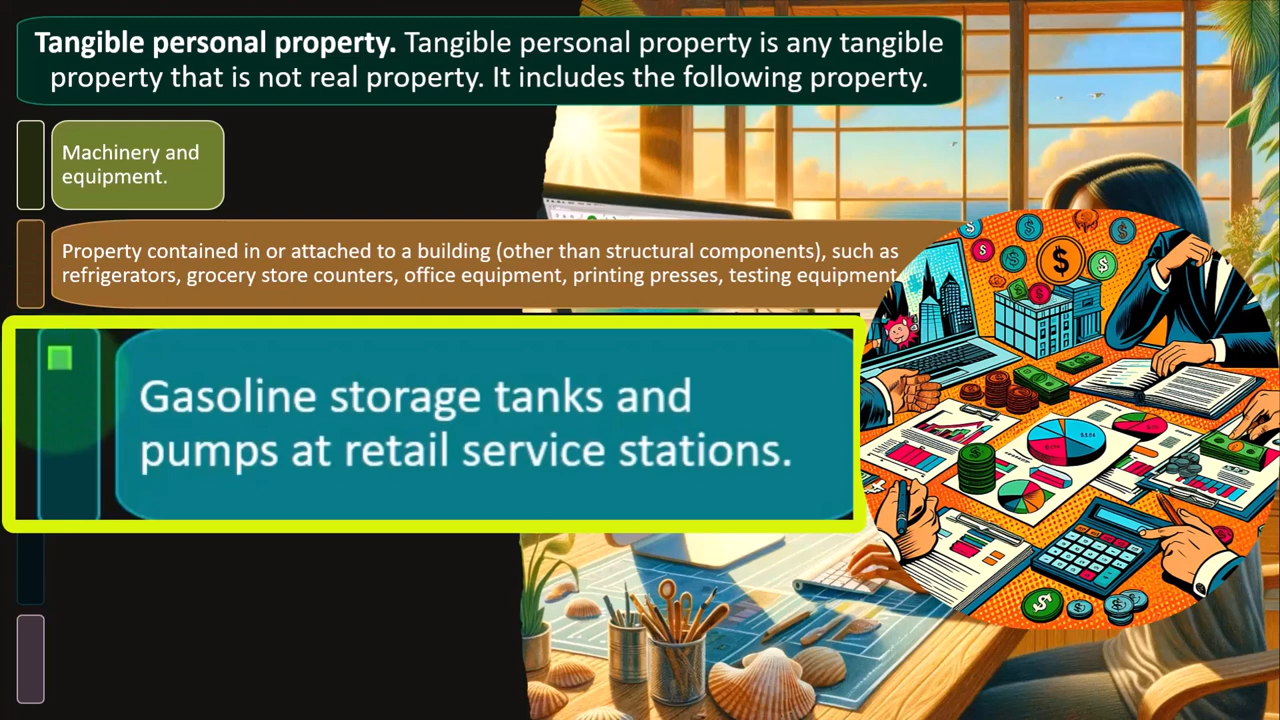 Tangible personal property. Tangible personal property is any tangible
property that is not real property. It includes the following property.
Machinery and
equipment.
Property contained in or attached to a building (other than structural components), such as
refrigerators, grocery store counters, office equipment, printing presses, testing equipment
Gasoline storage tanks and
pumps at retail service stations.